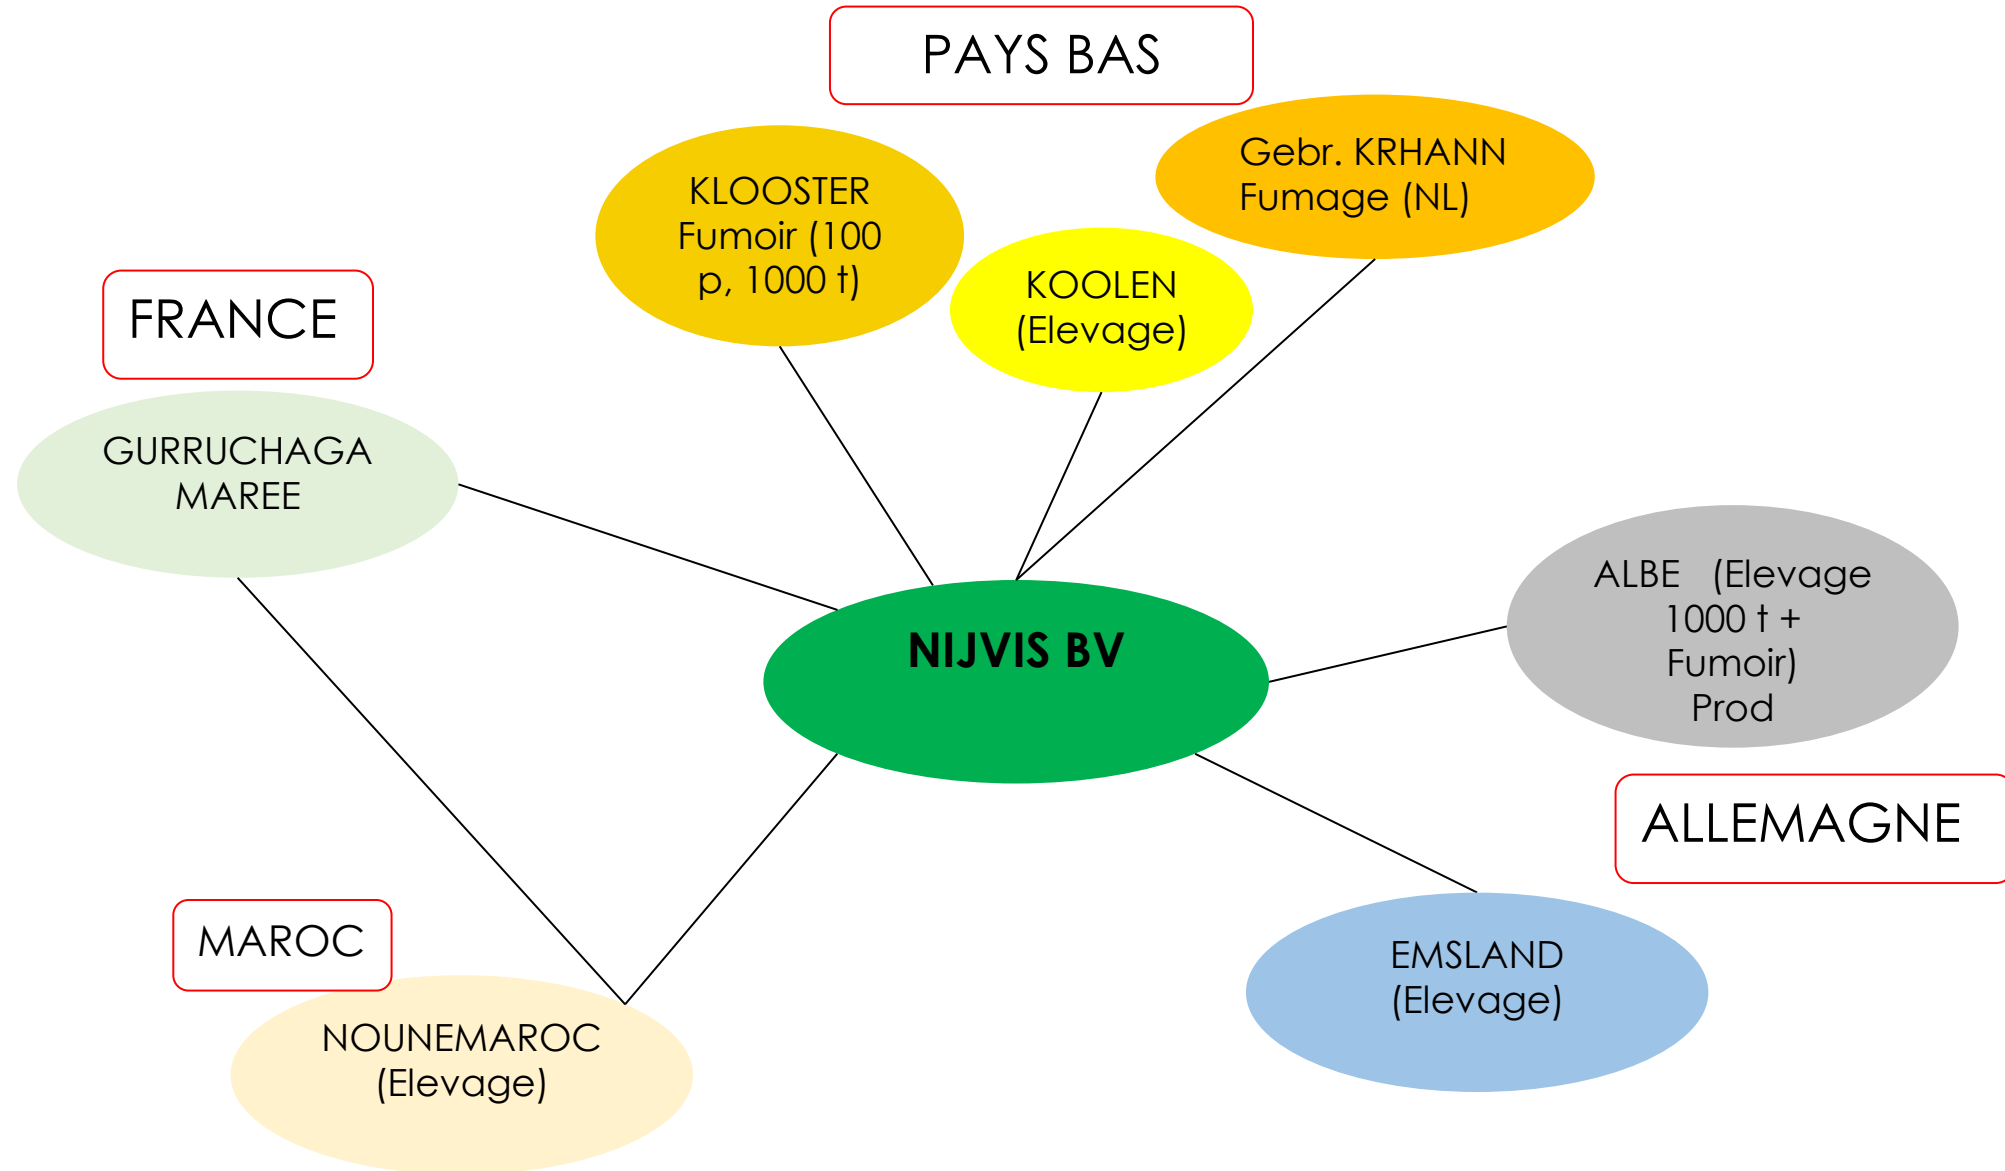 PAYS BAS
Gebr. KRHANN
Fumage (NL)
KLOOSTER
Fumoir (100
p, 1000 t)
KOOLEN
(Elevage)
FRANCE
GURRUCHAGA
MAREE
ALBE (Elevage
1000 t +
Fumoir)
Prod
NIJVIS BV
ALLEMAGNE
MAROC
EMSLAND
(Elevage)
NOUNEMAROC
(Elevage)